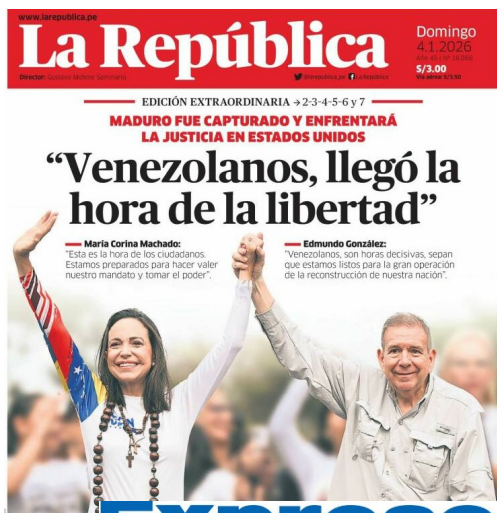 www.larepublica.pe
La República
Domingo
4.1.2026
S/3.00
EDICIÓN EXTRAORDINARIA → 2-3-4-5-6 y 7
MADURO FUE CAPTURADO Y ENFRENTARÁ
LA JUSTICIA EN ESTADOS UNIDOS
“Venezolanos, llegó la
hora de la libertad”
María Corina Machado:
“Esta es la hora de los ciudadanos.
Estamos preparados para hacer valer
nuestro mandato y tomar el poder”.
Edmundo González:
“Venezolanos, son horas decisivas, sepan
que estamos listos para la gran operación
de la reconstrucción de nuestra nación”.
Expreso